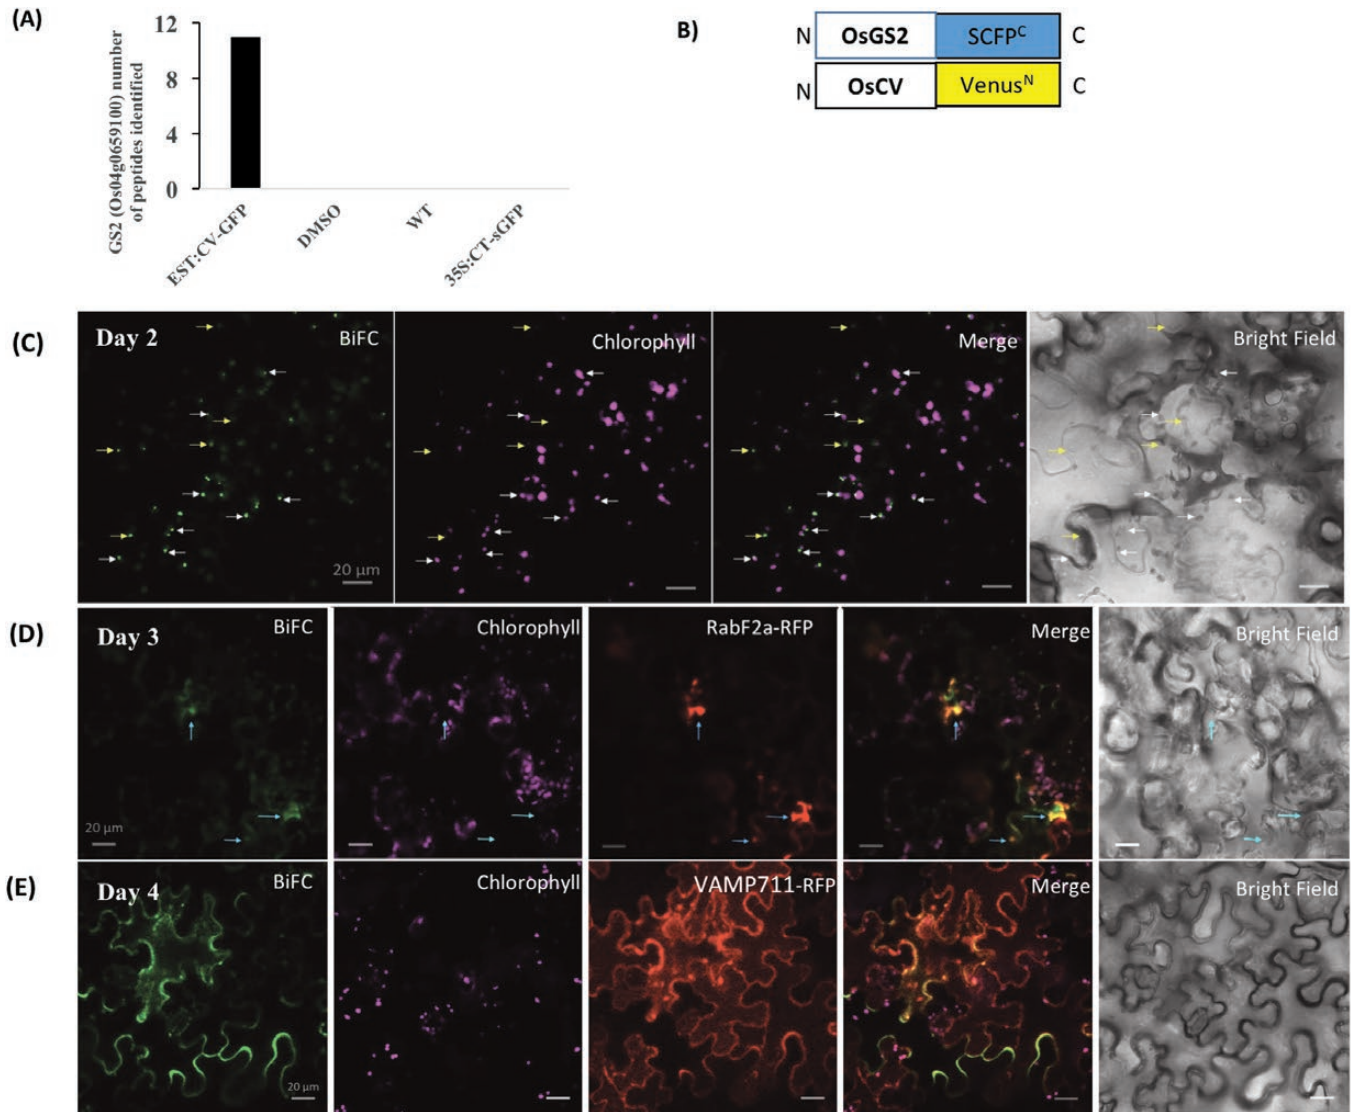 (A)
GS2 (Os04g0659100) number
of peptides identified
12
8
4
0
EST:CV-GFP
DMSO
WT
35S:CT-sGFP
B)
N OsGS2 SCFPᶜ C
N OsCV Venusᴺ C
(C)
Day 2 BiFC Chlorophyll Merge Bright Field
20 µm
(D)
Day 3 BiFC Chlorophyll RabF2a-RFP Merge Bright Field
20 µm
(E)
Day 4 BiFC Chlorophyll VAMP711-RFP Merge Bright Field
20 µm